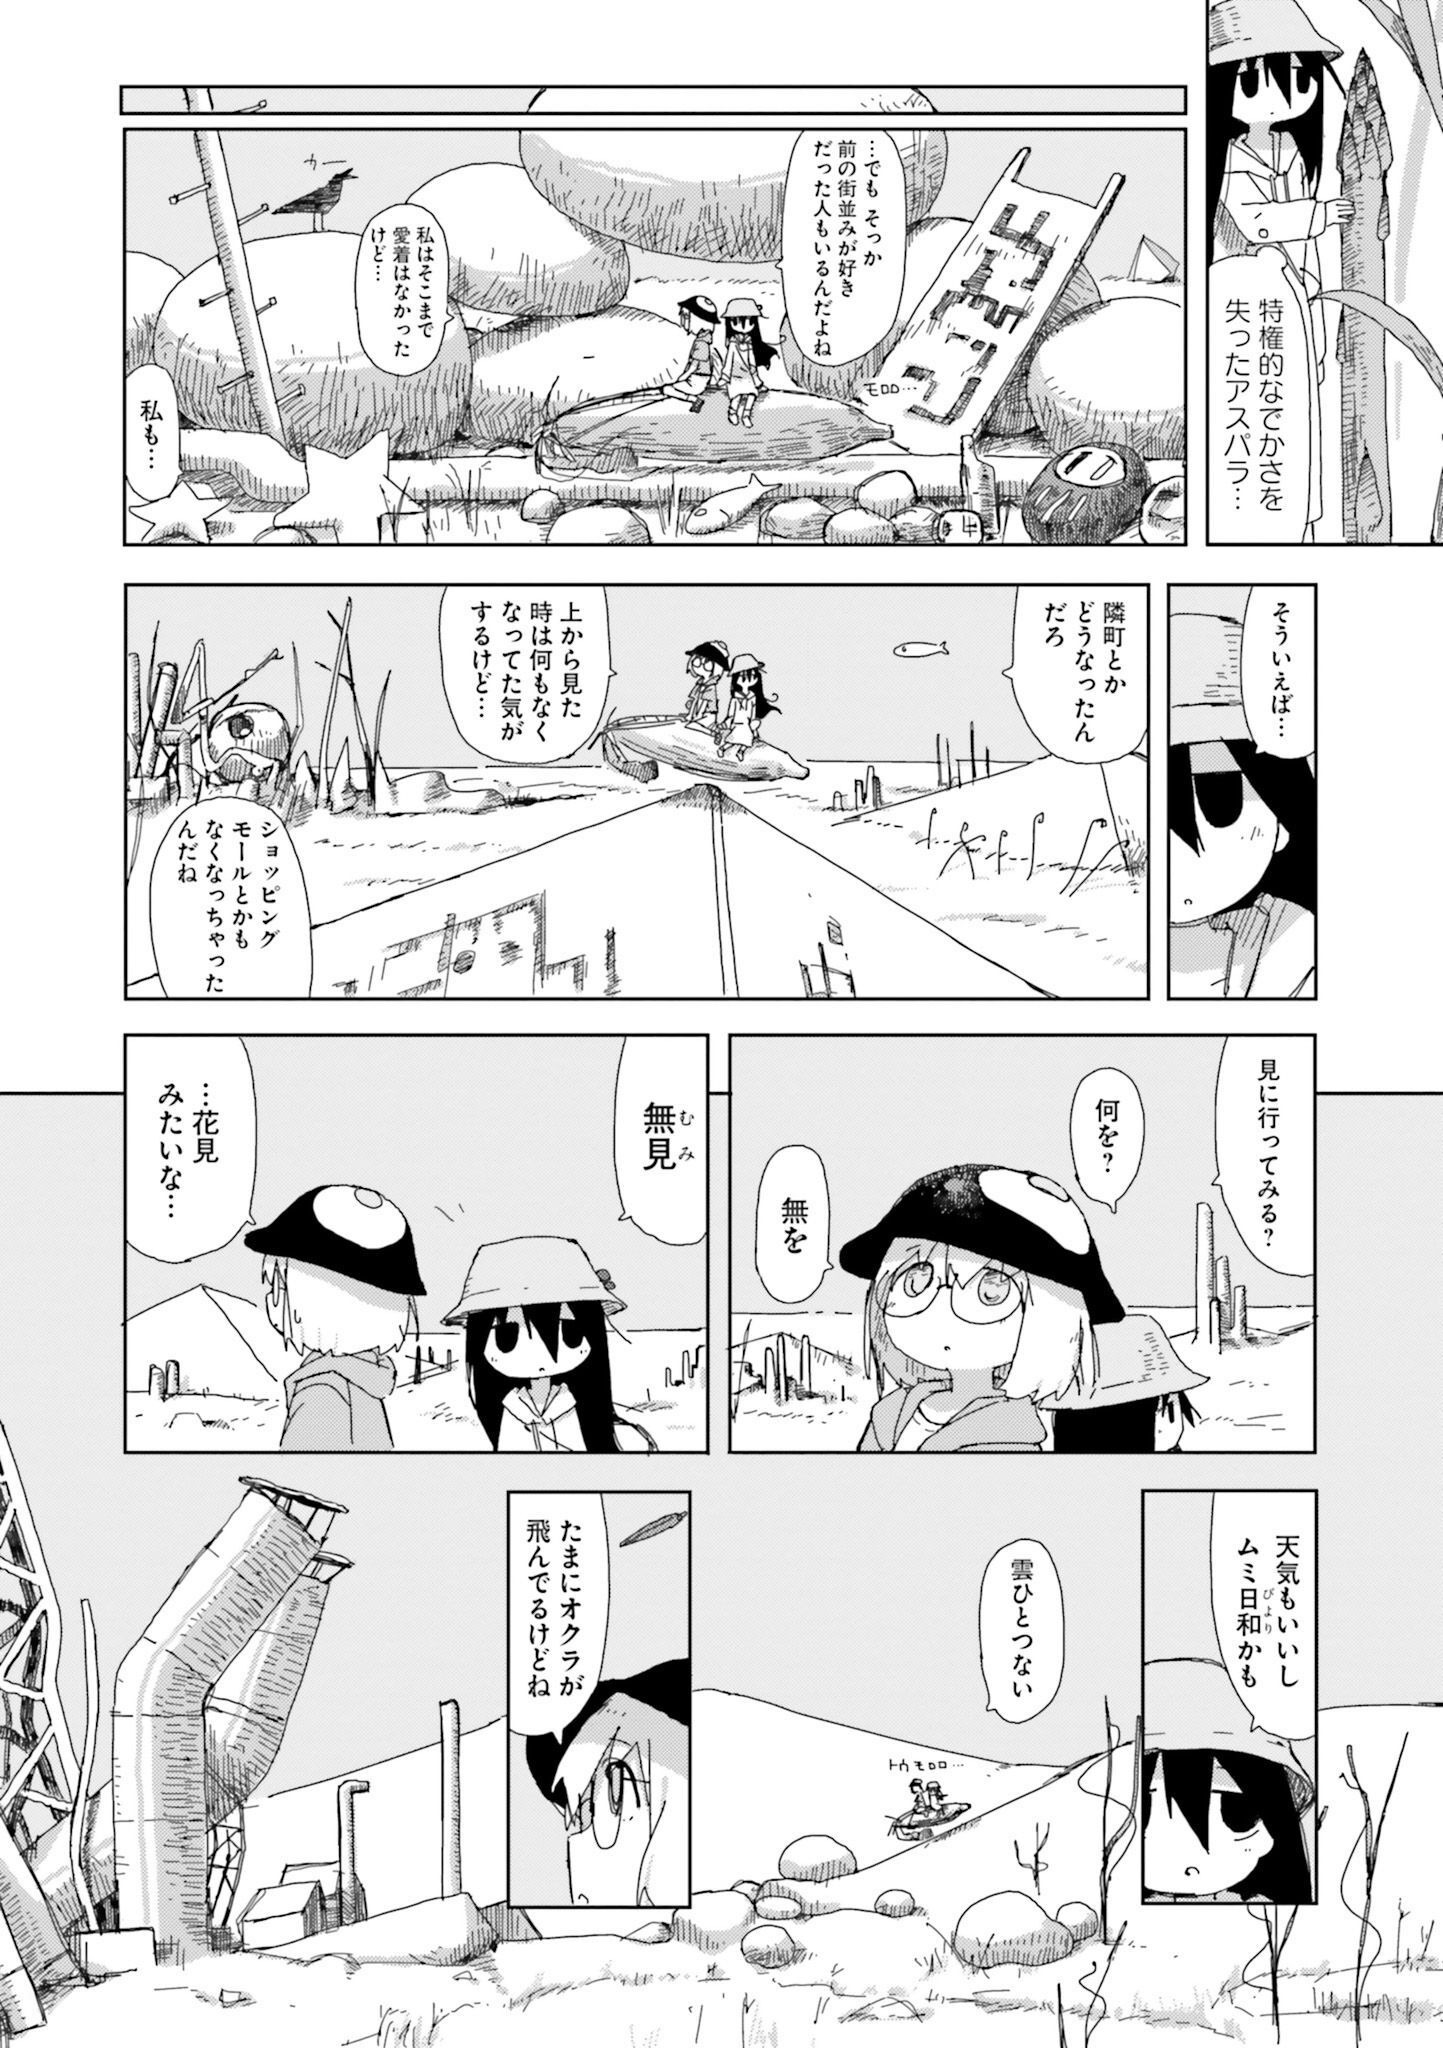 特権的なでかさを
失ったアスパラ…
…でも そっか
前の街並みが好き
だった人もいるんだよね
モロロ…
カー
私はそこまで
愛着はなかった
けど…
私も…
そういえば…
隣町とか
どうなったん
だろ
上から見た
時は何もなく
なってた気が
するけど…
ショッピング
モールとかも
なくなっちゃった
んだね
見に行ってみる?
何を?
無を
無見
むみ
…花見
みたいな…
天気もいいし
ムミ日和かも
びより
雲ひとつない
トゥモロロ…
たまにオクラが
飛んでるけどね